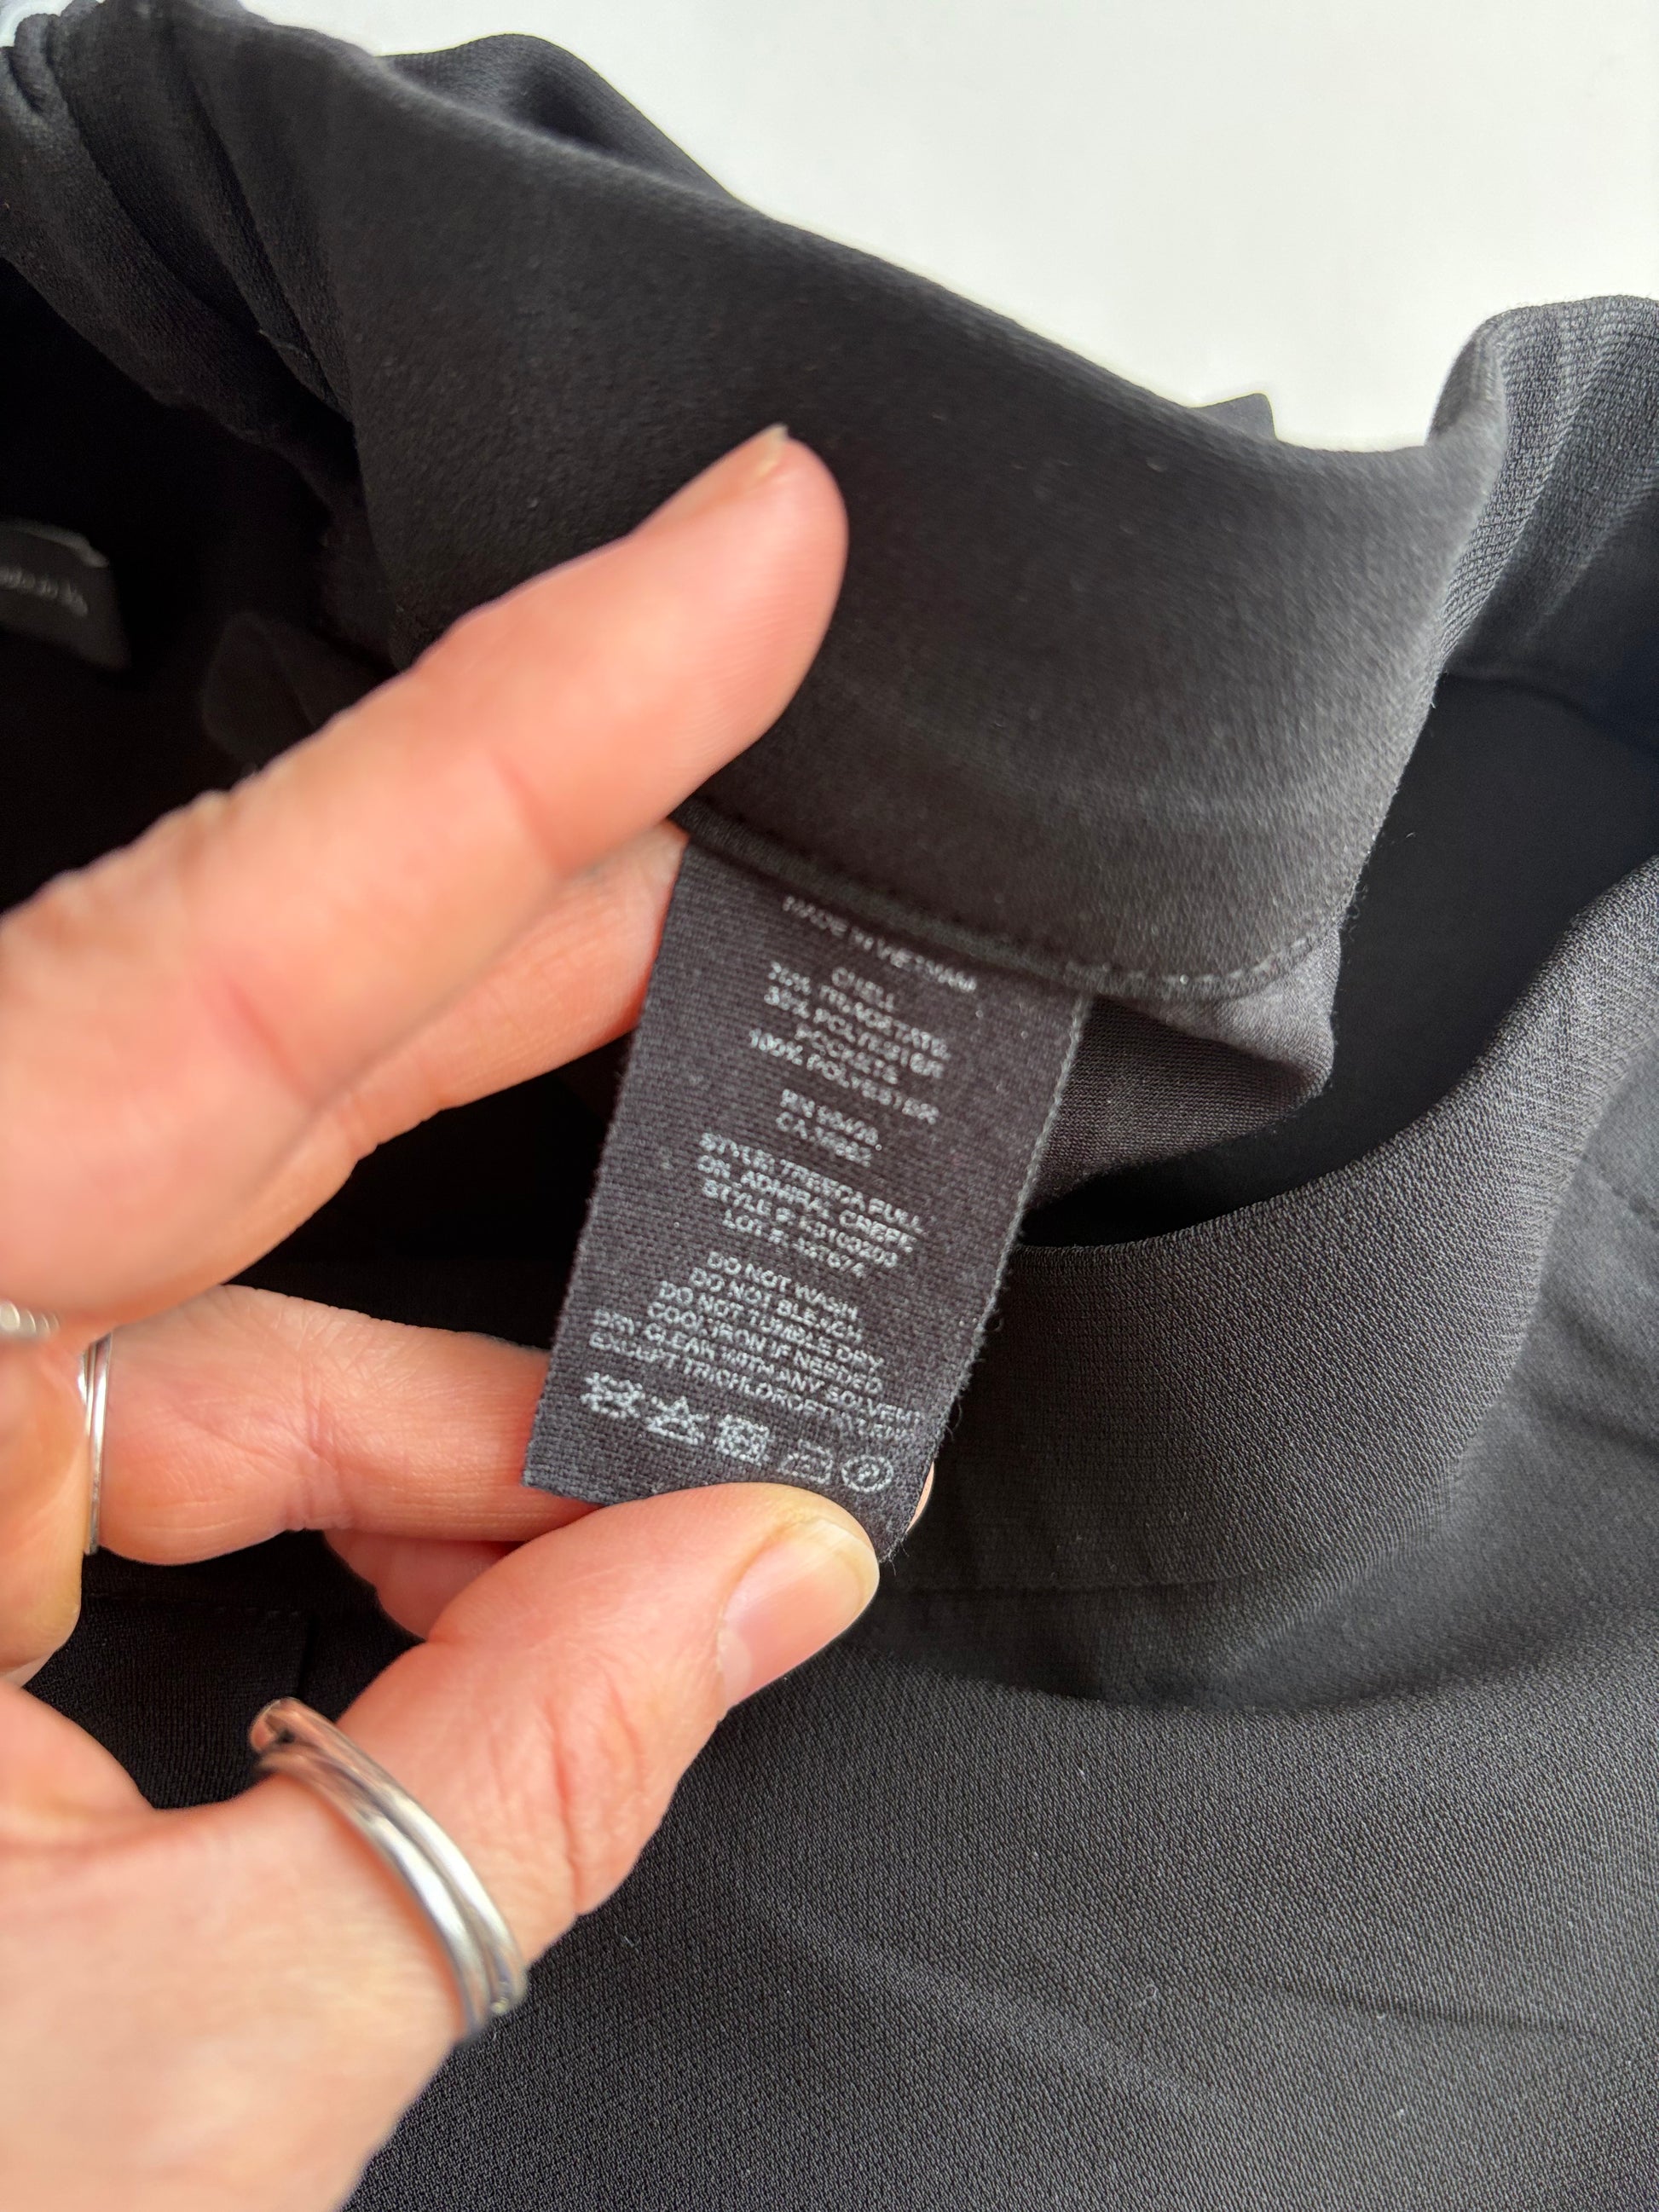 MADE IN VIETNAM
SHELL
70% TRIACETATE
30% POLYESTER
POCKETS
100% POLYESTER
CA
STYLE: TREECA FULL
ON_ADMIRAL CREPE
STYLE #: K0100203
LOT #:
DO NOT WASH
DO NOT BLEACH
DO NOT TUMBLE DRY
COOL IRON IF NEEDED
DRY CLEAN WITH ANY SOLVENT
EXCEPT TRICHLOROETHYLENE
P